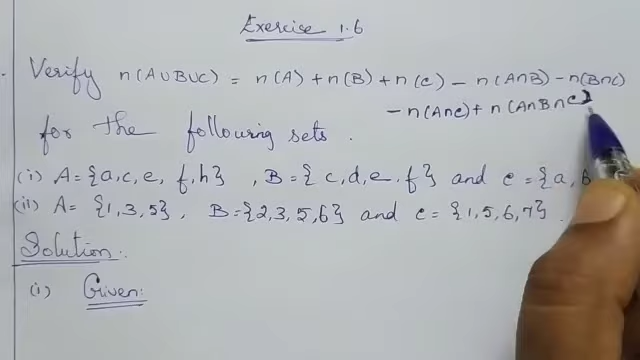 Exercise 1.6
Verify n(A∪B∪C) = n(A) + n(B) + n(C) - n(A∩B) - n(B∩C)
- n(A∩C) + n(A∩B∩C)
for the following sets.
(i) A = {a, c, e, f, h}, B = {c, d, e, f} and C = {a, b
(ii) A = {1, 3, 5}, B = {2, 3, 5, 6} and C = {1, 5, 6, 7}.
Solution:
(i) Given: